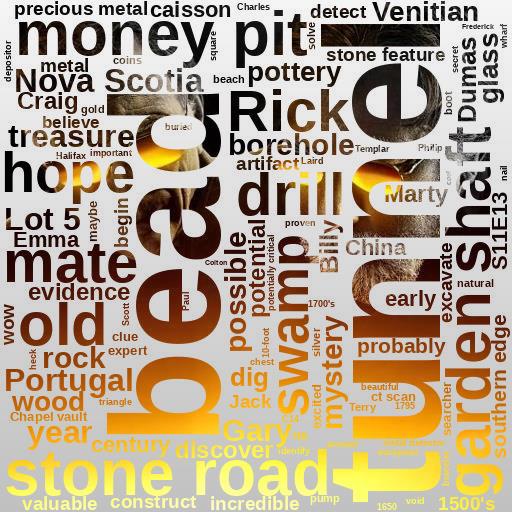 precious metal
caisson
Charles
detect
Venitian
money pit
solve
square
coins
depositor
metal
stone feature
secret
Frederick
wharf
Dumas
glass
Nova Scotia
beach
pottery
Craig
gold
believe
treasure
buried
Rick
borehole
boot
Halifax
important
hope
artifact
Laird
Templar
Philip
coat
shaft
nail
drill
Marty
Lot 5
maybe
begin
Emma
mate
bead
proven
Billy
China
tunnel
S11E13
evidence
Colton
possible
potential
potentially critical
swamp
excavate
natural
wow
old
Scott
Paul
1700's
early
clue
expert
heck
rock
10-foot
chest
silver
mystery
probably
garden
southern edge
Portugal
wood
triangle
dig
Jack
excited
beautiful
ct scan
Terry
1795
searcher
Chapel vault
year
century
discover
Gary
C14
identify
metal detector
stone road
valuable
construct
incredible
pump
1650
void
1500's